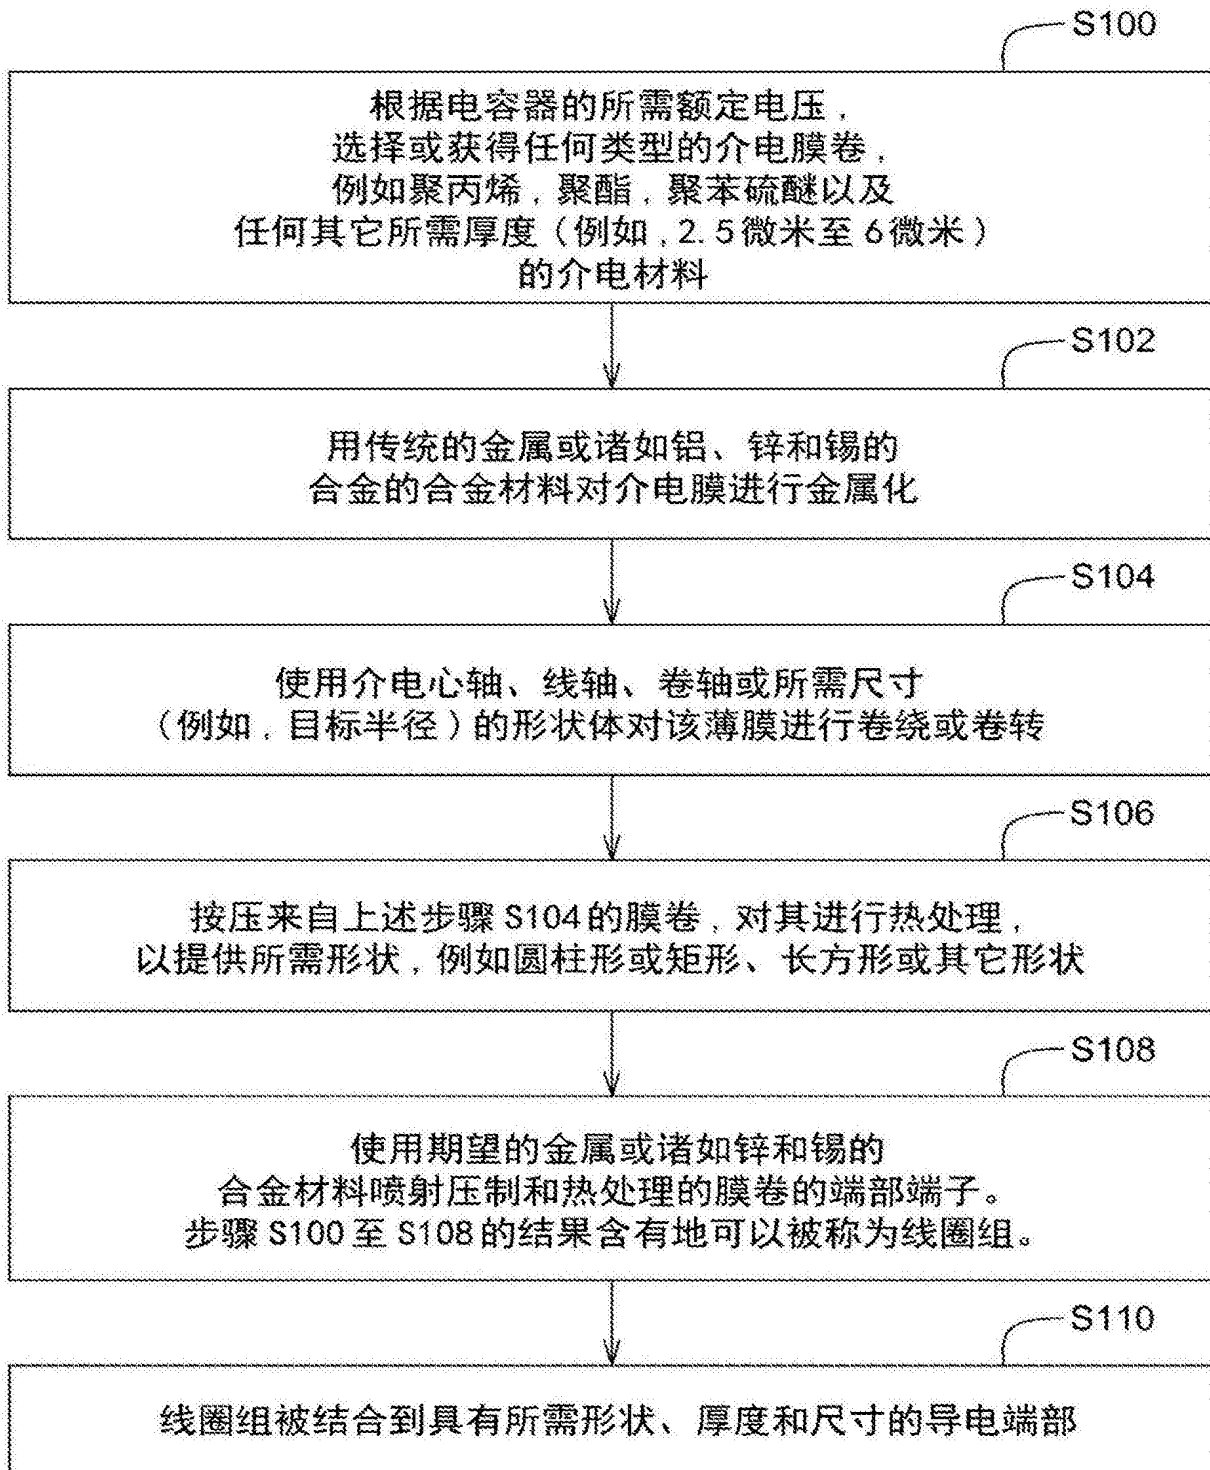 S100
根据电容器的所需额定电压，
选择或获得任何类型的介电膜卷，
例如聚丙烯，聚酯，聚苯硫醚以及
任何其它所需厚度（例如，2.5微米至6微米）
的介电材料
S102
用传统的金属或诸如铝、锌和锡的
合金的合金材料对介电膜进行金属化
S104
使用介电心轴、线轴、卷轴或所需尺寸
（例如，目标半径）的形状体对该薄膜进行卷绕或卷转
S106
按压来自上述步骤S104的膜卷，对其进行热处理，
以提供所需形状，例如圆柱形或矩形、长方形或其它形状
S108
使用期望的金属或诸如锌和锡的
合金材料喷射压制和热处理的膜卷的端部端子。
步骤S100至S108的结果含有地可以被称为线圈组。
S110
线圈组被结合到具有所需形状、厚度和尺寸的导电端部